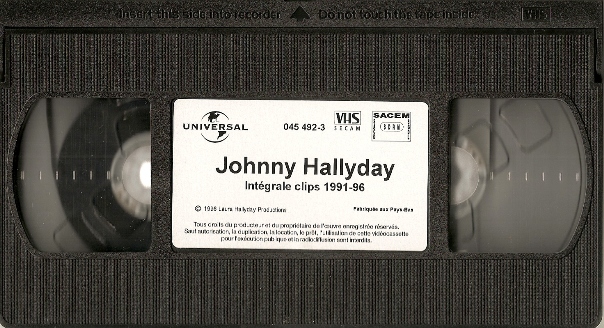 Insert this side into recorder Do not touch the tape inside. VHS
UNIVERSAL 045 492-3 VHS SECAM SACEM
Johnny Hallyday
Intégrale clips 1991-96
© 1996 Laura Hallyday Productions Fabriquée aux Pays-Bas
Tous droits du producteur et du propriétaire de l'œuvre enregistrée réservés.
Sauf autorisation, la duplication, la location, le prêt, l'utilisation de cette vidéocassette
pour l'exécution publique et la radiodiffusion sont interdits.